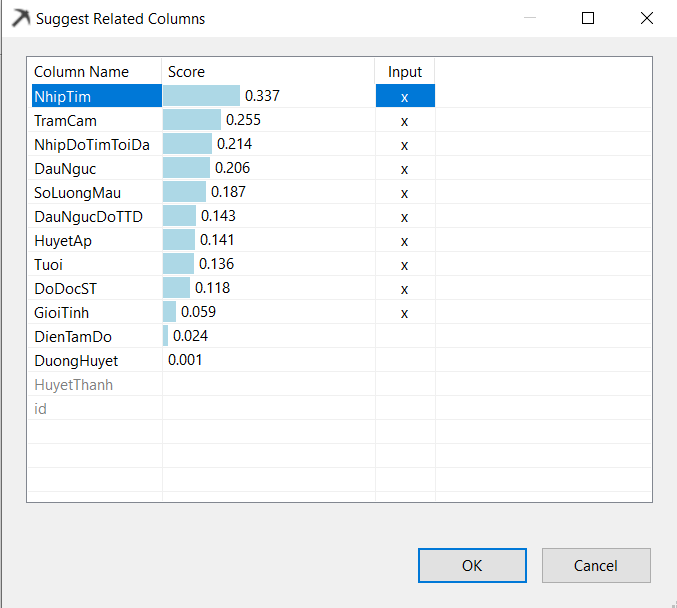 Suggest Related Columns
Column Name Score Input
NhipTim 0.337 x
TramCam 0.255 x
NhipDoTimToiDa 0.214 x
DauNguc 0.206 x
SoLuongMau 0.187 x
DauNgucDoTTD 0.143 x
HuyetAp 0.141 x
Tuoi 0.136 x
DoDocST 0.118 x
GioiTinh 0.059 x
DienTamDo 0.024
DuongHuyet 0.001
HuyetThanh
id
OK Cancel